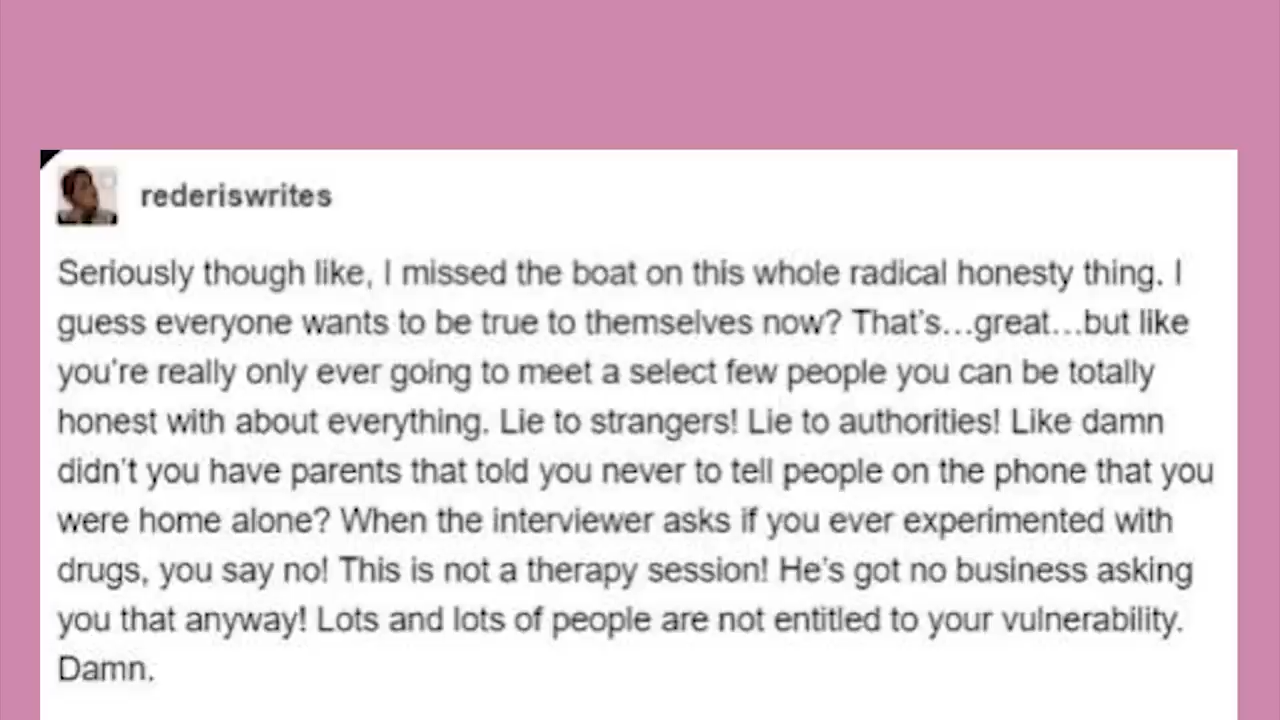 rederiswrites
Seriously though like, I missed the boat on this whole radical honesty thing. I
guess everyone wants to be true to themselves now? That's...great...but like
you're really only ever going to meet a select few people you can be totally
honest with about everything. Lie to strangers! Lie to authorities! Like damn
didn't you have parents that told you never to tell people on the phone that you
were home alone? When the interviewer asks if you ever experimented with
drugs, you say no! This is not a therapy session! He's got no business asking
you that anyway! Lots and lots of people are not entitled to your vulnerability.
Damn.